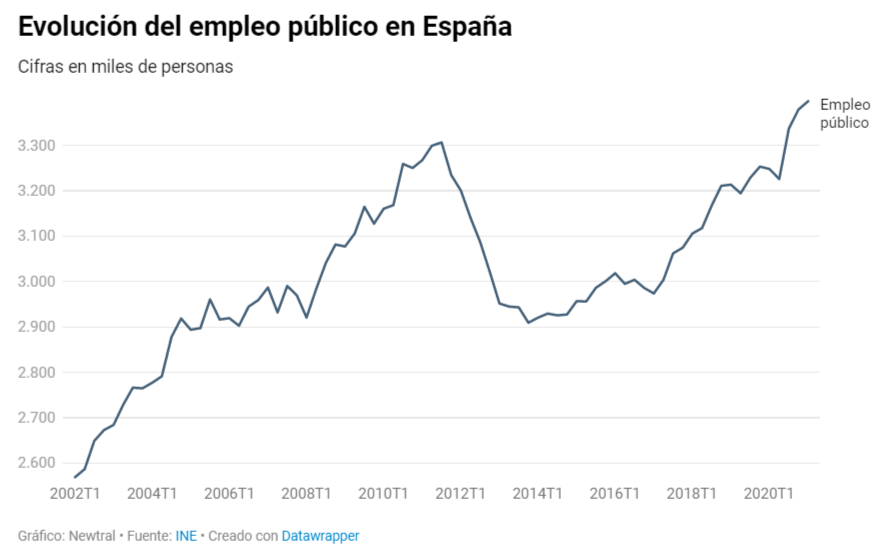 Evolución del empleo público en España
Cifras en miles de personas
Empleo
público
3.300
3.200
3.100
3.000
2.900
2.800
2.700
2.600
2002T1 2004T1 2006T1 2008T1 2010T1 2012T1 2014T1 2016T1 2018T1 2020T1
Gráfico: Newtral • Fuente: INE • Creado con Datawrapper